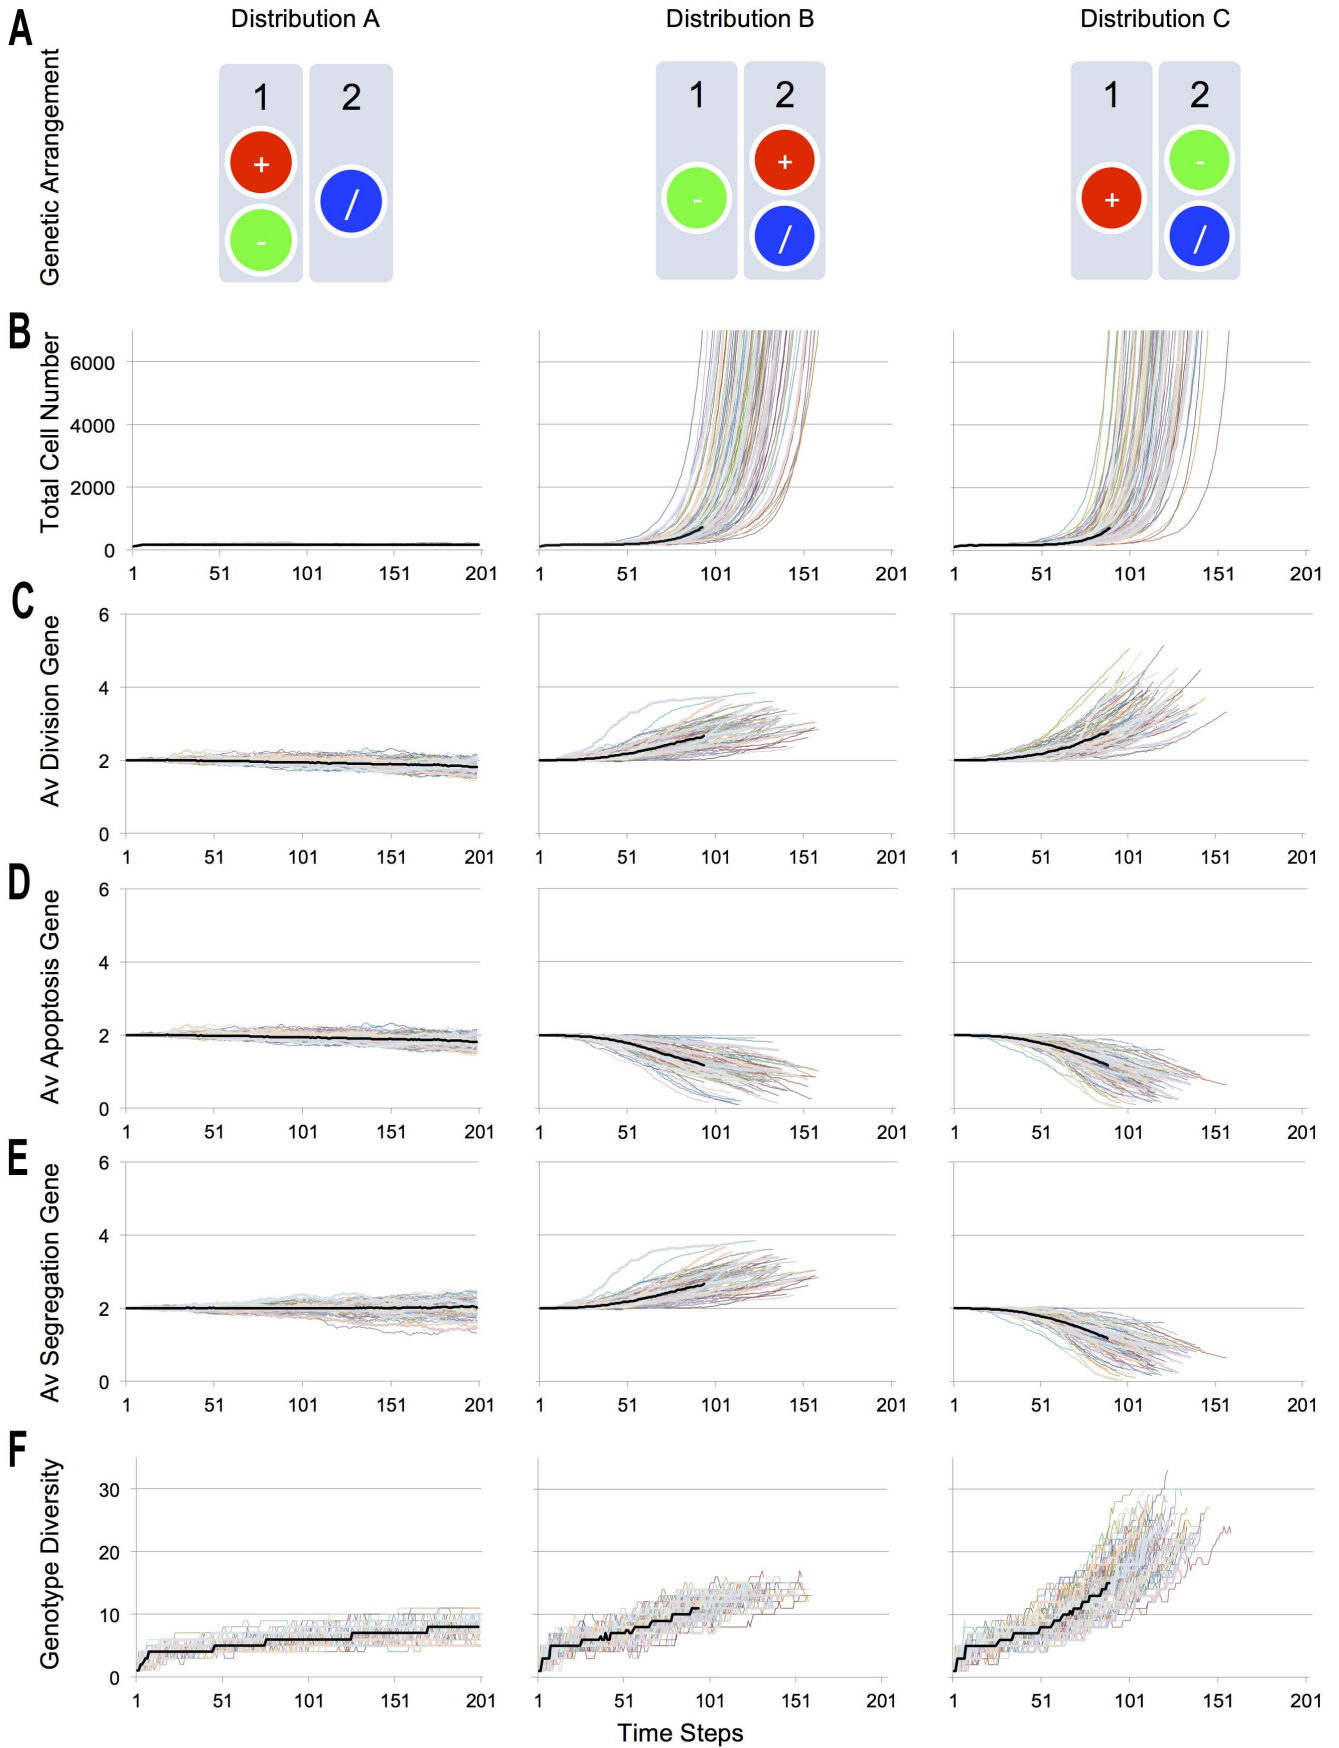 A
Distribution A
Distribution B
Distribution C
Genetic Arrangement
1 2
+
-
/
1 2
-
+
/
1 2
+
-
/
B
Total Cell Number
6000
4000
2000
0
1 51 101 151 201
1 51 101 151 201
1 51 101 151 201
C
Av Division Gene
6
4
2
0
1 51 101 151 201
1 51 101 151 201
1 51 101 151 201
D
Av Apoptosis Gene
6
4
2
0
1 51 101 151 201
1 51 101 151 201
1 51 101 151 201
E
Av Segregation Gene
6
4
2
0
1 51 101 151 201
1 51 101 151 201
1 51 101 151 201
F
Genotype Diversity
30
20
10
0
1 51 101 151 201
1 51 101 151 201
1 51 101 151 201
Time Steps